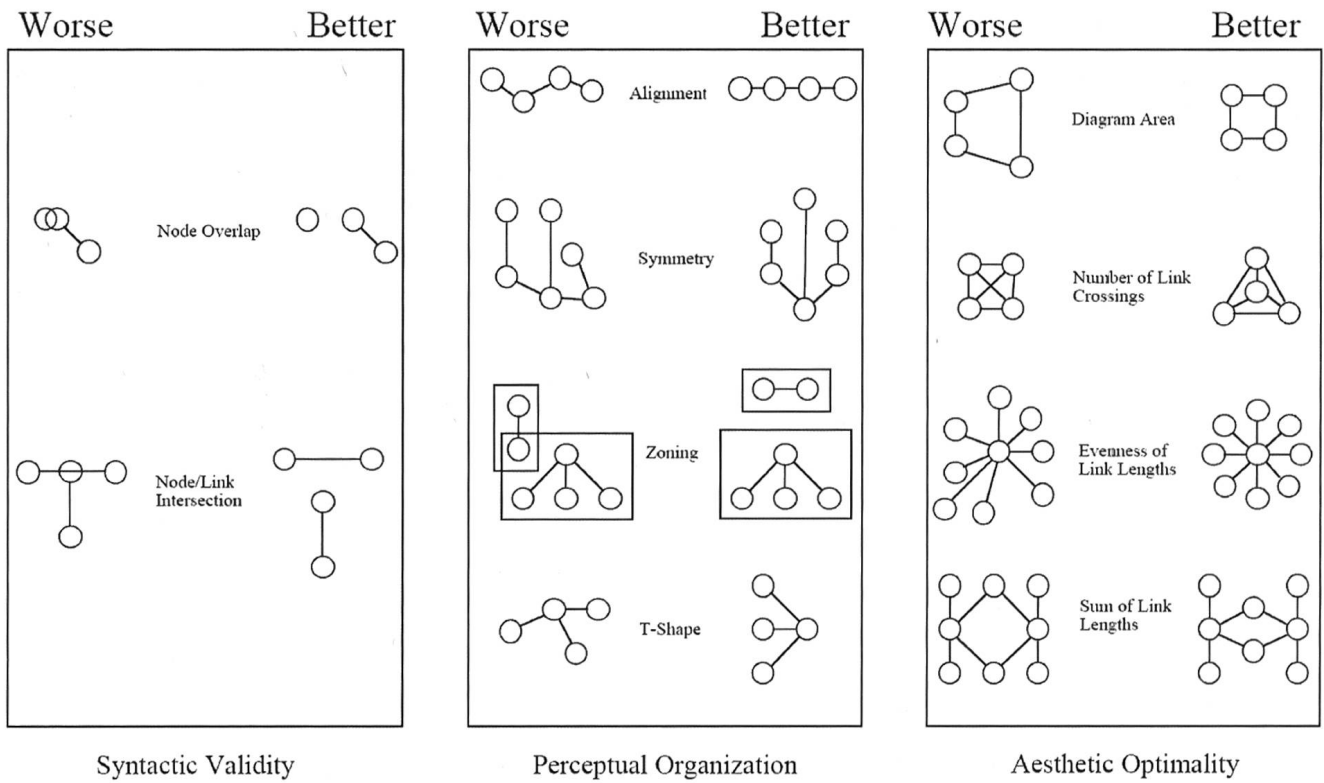 Worse Better
Node Overlap
Node/Link
Intersection
Syntactic Validity
Worse Better
Alignment
Symmetry
Zoning
T-Shape
Perceptual Organization
Worse Better
Diagram Area
Number of Link
Crossings
Evenness of
Link Lengths
Sum of Link
Lengths
Aesthetic Optimality